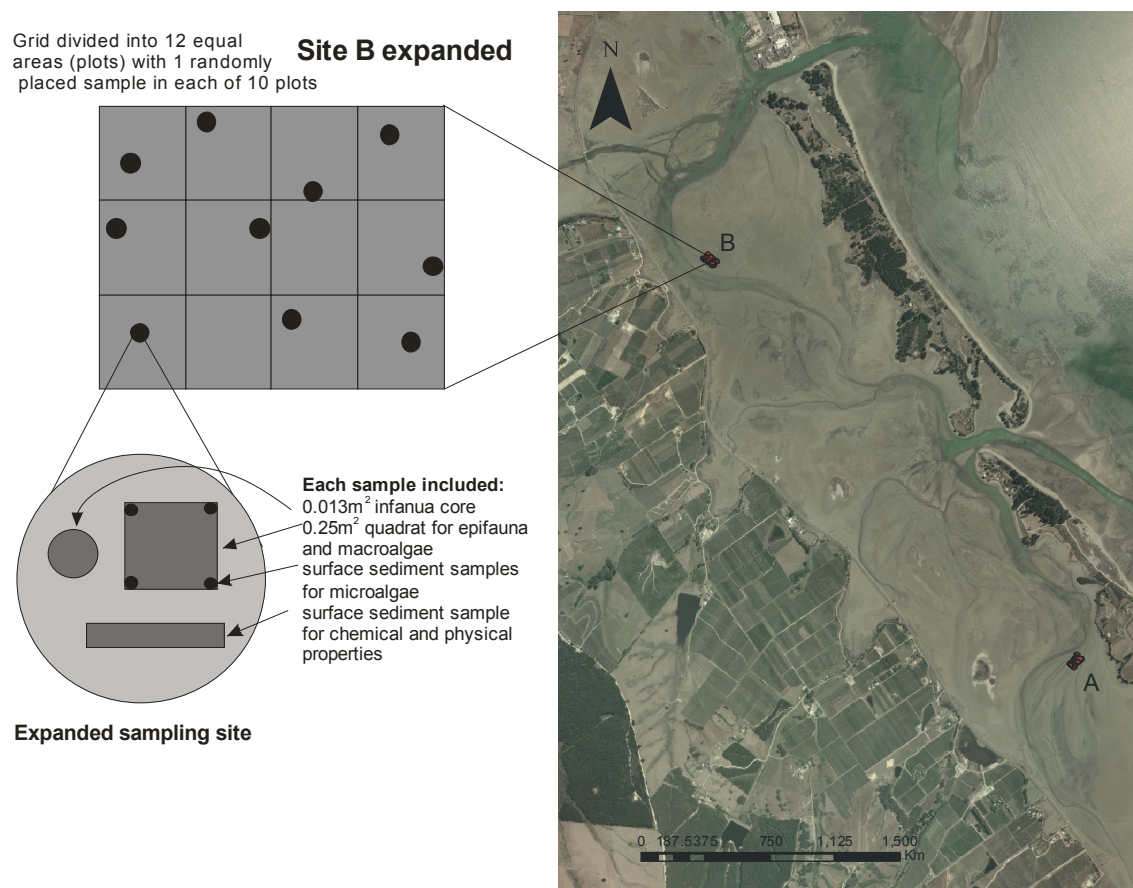 Grid divided into 12 equal
areas (plots) with 1 randomly
placed sample in each of 10 plots
Site B expanded
N
B
A
Each sample included:
0.013m² infanua core
0.25m² quadrat for epifauna
and macroalgae
surface sediment samples
for microalgae
surface sediment sample
for chemical and physical
properties
Expanded sampling site
0 187.5375 750 1,125 1,500
Km